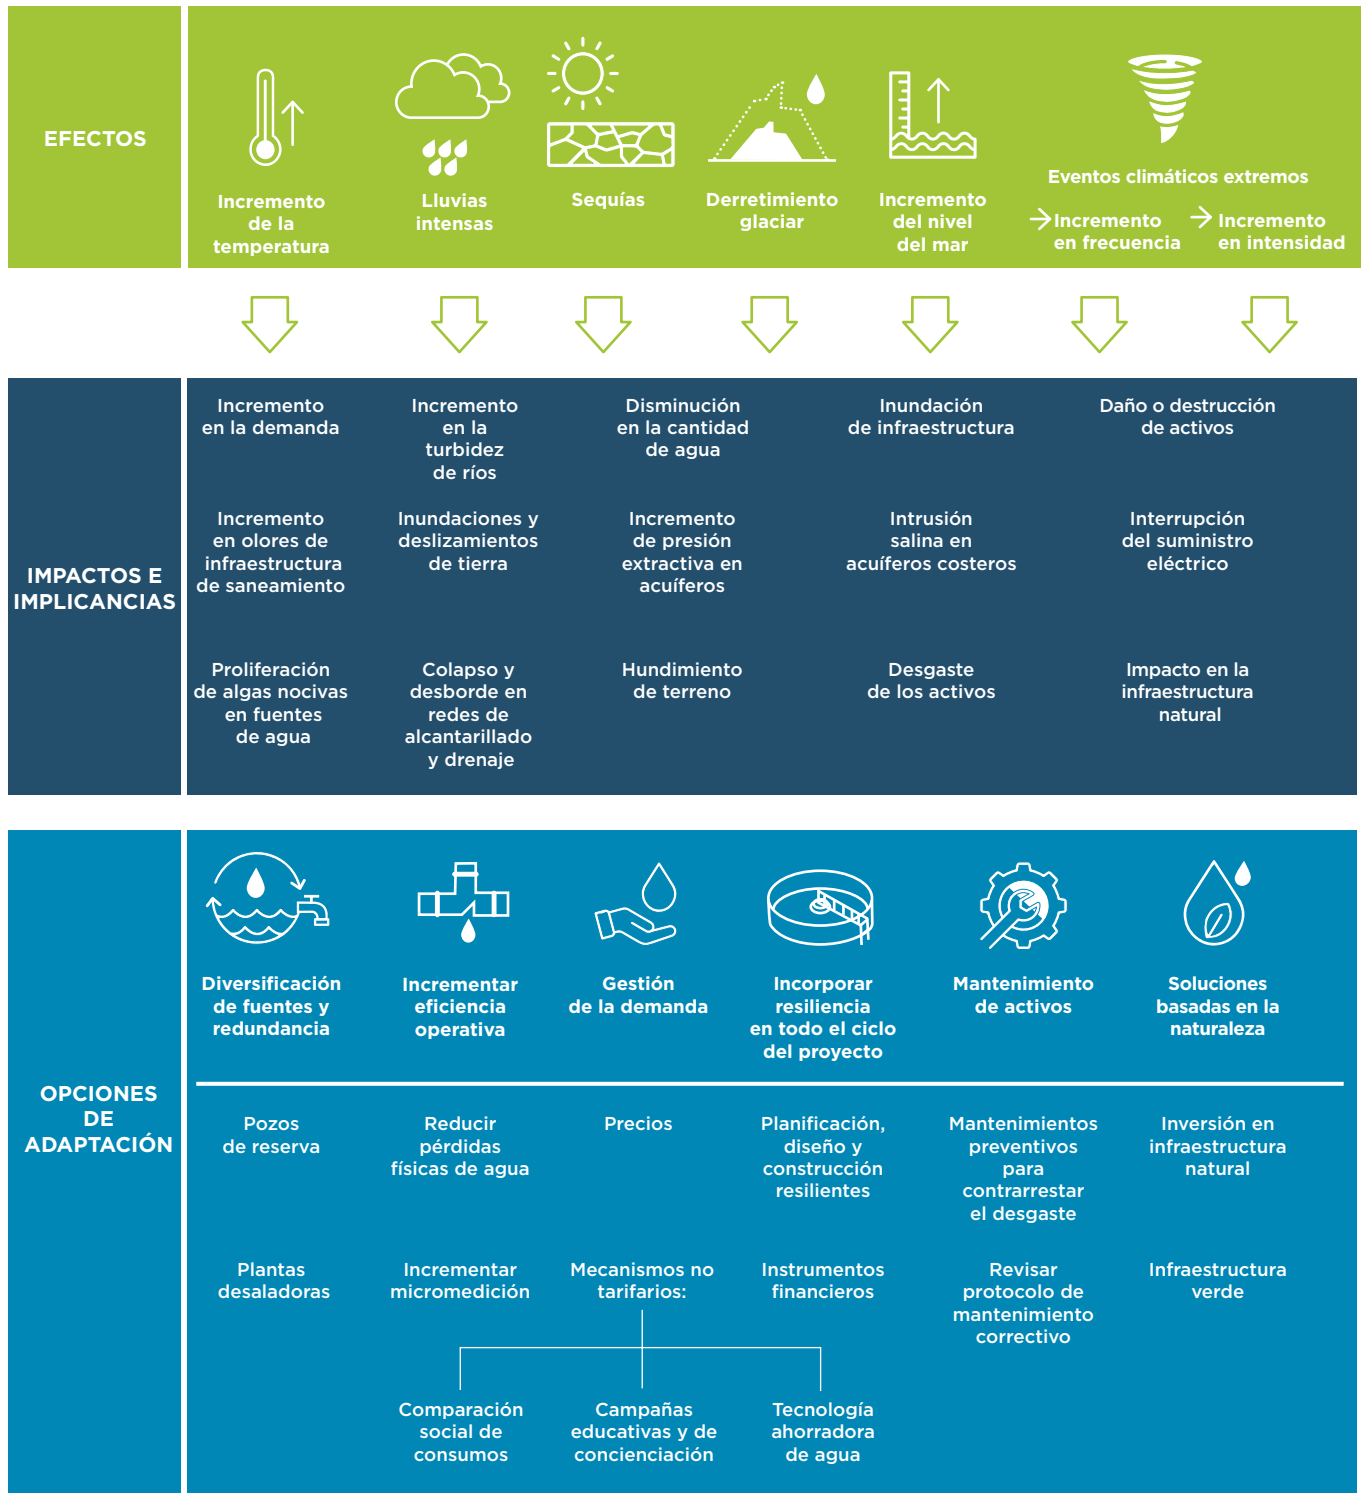 EFECTOS
Incremento
de la
temperatura
Lluvias
intensas
Sequías
Derretimiento
glaciar
Incremento
del nivel
del mar
Eventos climáticos extremos
Incremento
en frecuencia
Incremento
en intensidad
IMPACTOS E
IMPLICANCIAS
Incremento
en la demanda
Incremento
en la
turbidez
de ríos
Disminución
en la cantidad
de agua
Inundación
de infraestructura
Daño o destrucción
de activos
Incremento
en olores de
infraestructura
de saneamiento
Inundaciones y
deslizamientos
de tierra
Incremento
de presión
extractiva en
acuíferos
Intrusión
salina en
acuíferos costeros
Interrupción
del suministro
eléctrico
Proliferación
de algas nocivas
en fuentes
de agua
Colapso y
desborde en
redes de
alcantarillado
y drenaje
Hundimiento
de terreno
Desgaste
de los activos
Impacto en la
infraestructura
natural
OPCIONES
DE
ADAPTACIÓN
Diversificación
de fuentes y
redundancia
Incrementar
eficiencia
operativa
Gestión
de la demanda
Incorporar
resiliencia
en todo el ciclo
del proyecto
Mantenimiento
de activos
Soluciones
basadas en la
naturaleza
Pozos
de reserva
Reducir
pérdidas
físicas de agua
Precios
Planificación,
diseño y
construcción
resilientes
Mantenimientos
preventivos
para
contrarrestar
el desgaste
Inversión en
infraestructura
natural
Plantas
desaladoras
Incrementar
micromedición
Mecanismos no
tarifarios:
Instrumentos
financieros
Revisar
protocolo de
mantenimiento
correctivo
Infraestructura
verde
Comparación
social de
consumos
Campañas
educativas y de
concienciación
Tecnología
ahorradora
de agua